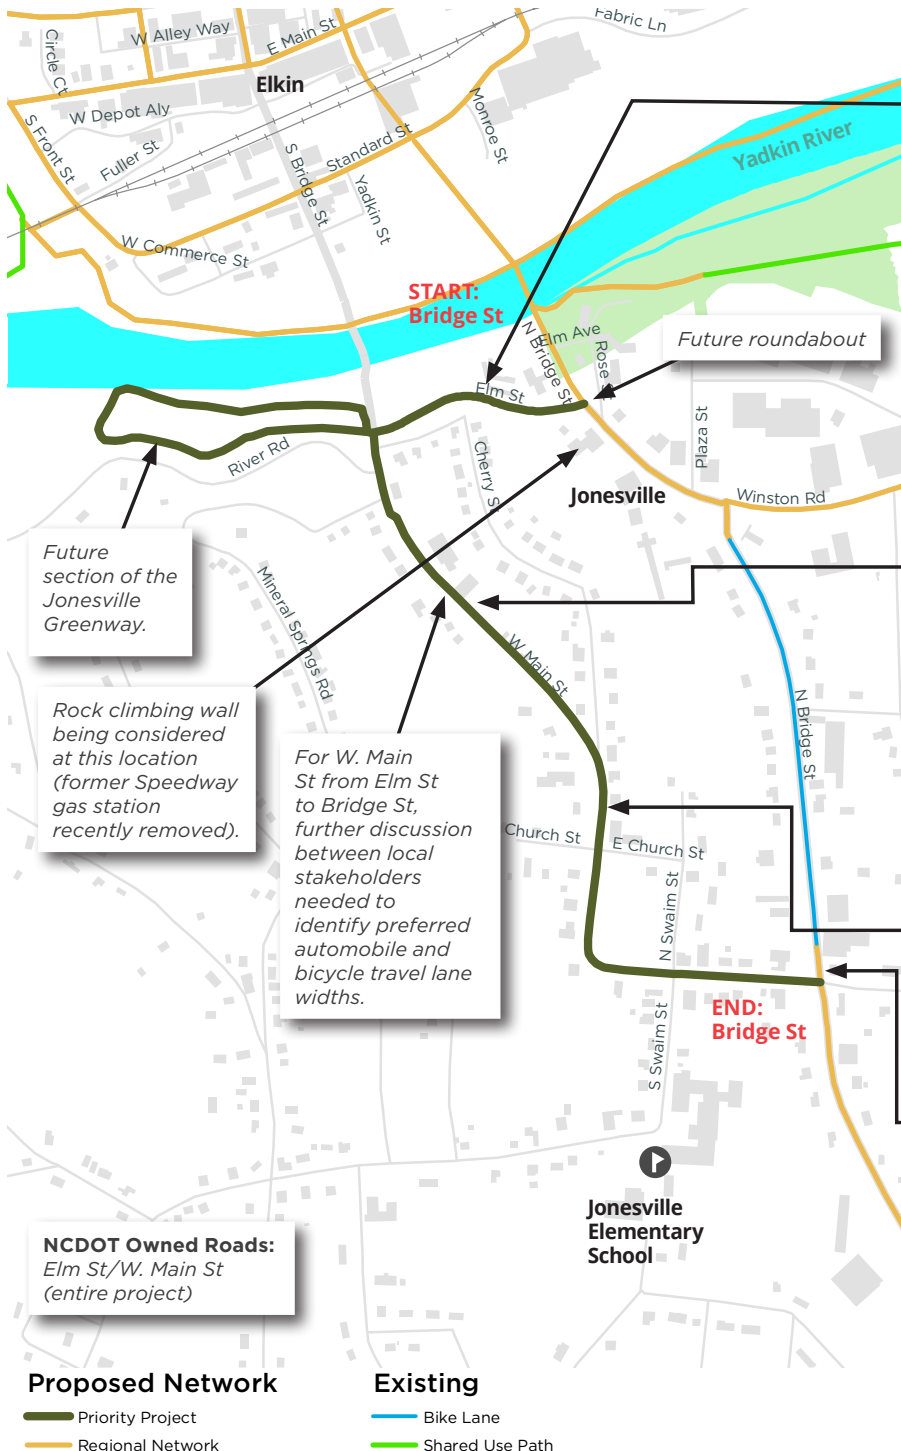 Fabric Ln
W Alley Way
E Main St
Circle Ct
Elkin
W Depot Aly
Monroe St
S Front St
Fuller St
Standard St
S Bridge St
Yadkin St
Yadkin River
W Commerce St
START:
Bridge St
N Bridge St
Elm Ave
Rose
Future roundabout
Elm St
Plaza St
River Rd
Cherry S
Jonesville
Winston Rd
Future
section of the
Jonesville
Greenway.
Mineral Springs Rd
W Main St
N Bridge St
Rock climbing wall
being considered
at this location
(former Speedway
gas station
recently removed).
For W. Main
St from Elm St
to Bridge St,
further discussion
between local
stakeholders
needed to
identify preferred
automobile and
bicycle travel lane
widths.
Church St
E Church St
N Swaim St
END:
Bridge St
S Swaim St
Jonesville
Elementary
School
NCDOT Owned Roads:
Elm St/W. Main St
(entire project)
Proposed Network
Priority Project
Regional Network
Existing
Bike Lane
Shared Use Path